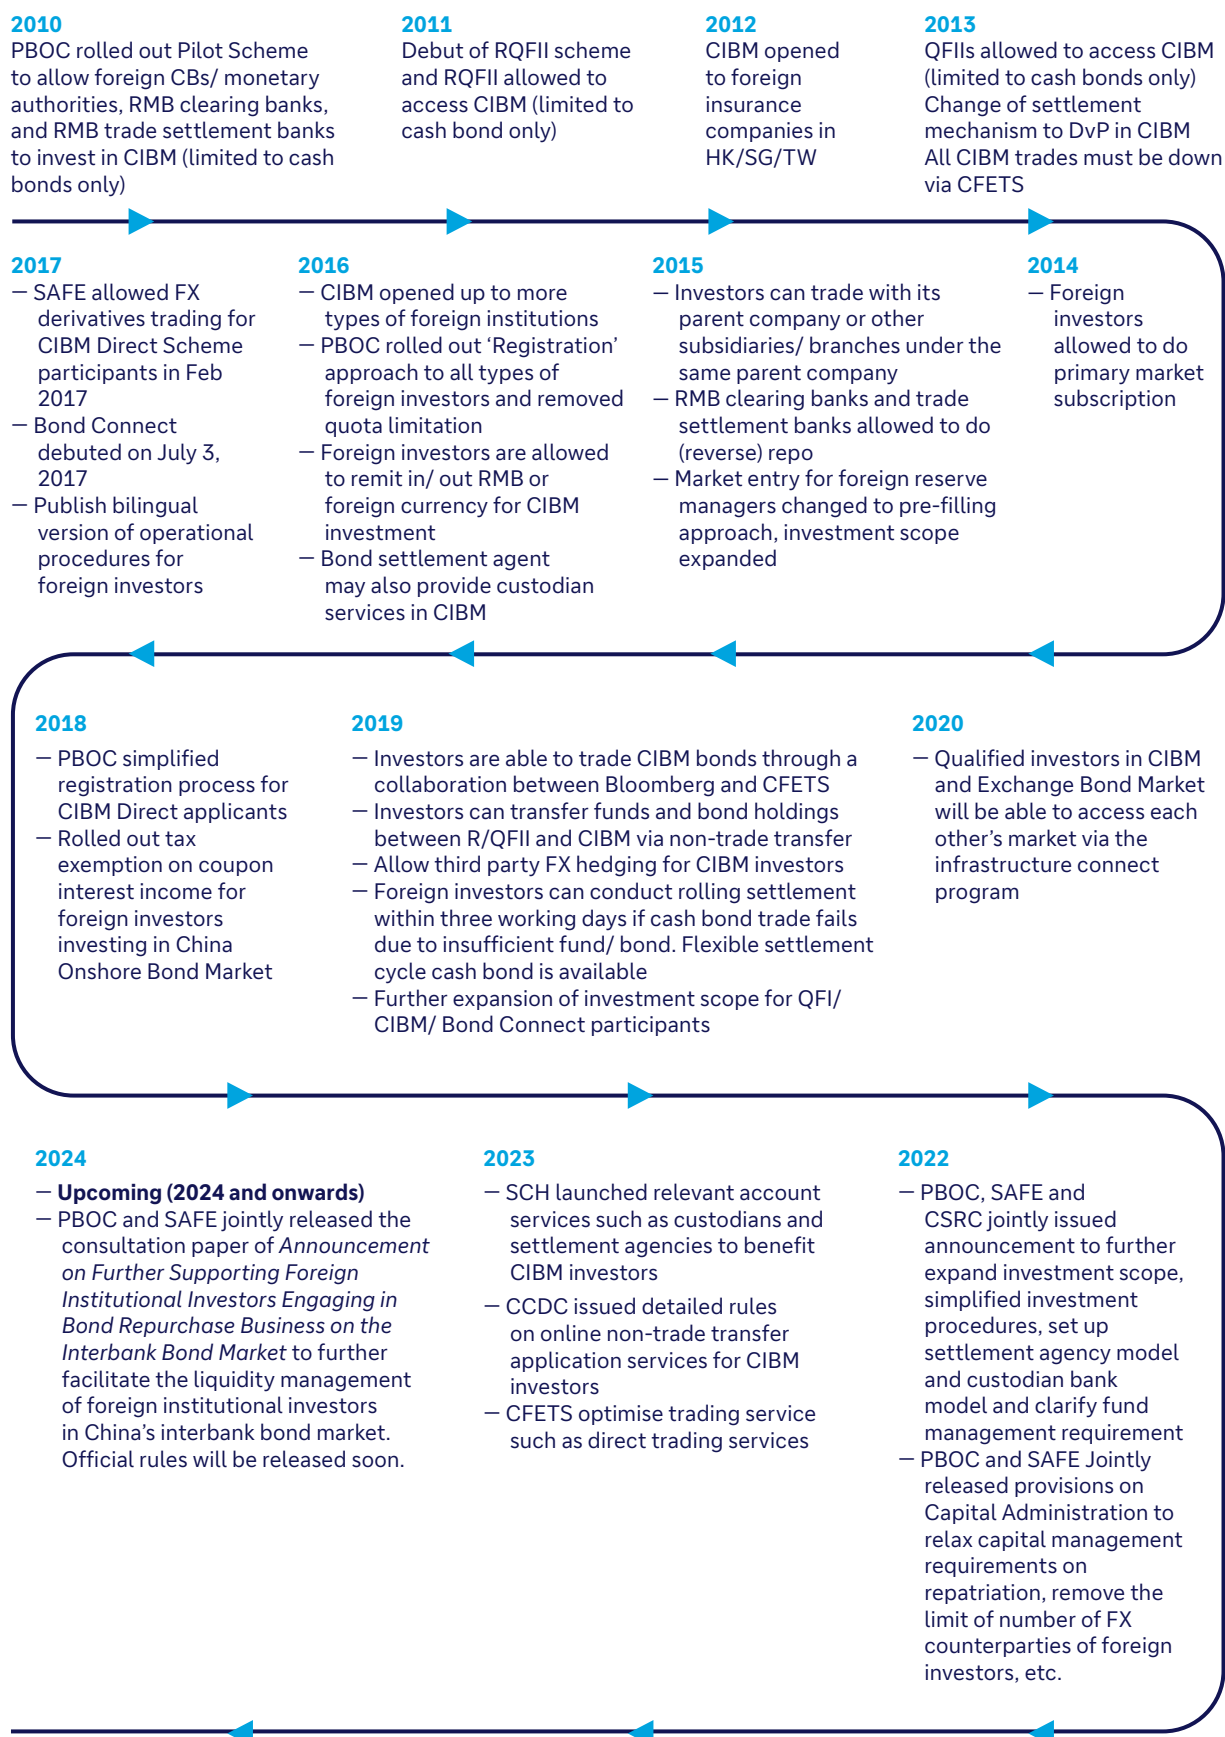 2010
PBOC rolled out Pilot Scheme
to allow foreign CBs/ monetary
authorities, RMB clearing banks,
and RMB trade settlement banks
to invest in CIBM (limited to cash
bonds only)
2011
Debut of RQFII scheme
and RQFII allowed to
access CIBM (limited to
cash bond only)
2012
CIBM opened
to foreign
insurance
companies in
HK/SG/TW
2013
QFIIs allowed to access CIBM
(limited to cash bonds only)
Change of settlement
mechanism to DvP in CIBM
All CIBM trades must be down
via CFETS
2014
— Foreign
investors
allowed to do
primary market
subscription
2015
— Investors can trade with its
parent company or other
subsidiaries/ branches under the
same parent company
— RMB clearing banks and trade
settlement banks allowed to do
(reverse) repo
— Market entry for foreign reserve
managers changed to pre-filling
approach, investment scope
expanded
2016
— CIBM opened up to more
types of foreign institutions
— PBOC rolled out ‘Registration’
approach to all types of
foreign investors and removed
quota limitation
— Foreign investors are allowed
to remit in/ out RMB or
foreign currency for CIBM
investment
— Bond settlement agent
may also provide custodian
services in CIBM
2017
— SAFE allowed FX
derivatives trading for
CIBM Direct Scheme
participants in Feb
2017
— Bond Connect
debuted on July 3,
2017
— Publish bilingual
version of operational
procedures for
foreign investors
2018
— PBOC simplified
registration process for
CIBM Direct applicants
— Rolled out tax
exemption on coupon
interest income for
foreign investors
investing in China
Onshore Bond Market
2019
— Investors are able to trade CIBM bonds through a
collaboration between Bloomberg and CFETS
— Investors can transfer funds and bond holdings
between R/QFII and CIBM via non-trade transfer
— Allow third party FX hedging for CIBM investors
— Foreign investors can conduct rolling settlement
within three working days if cash bond trade fails
due to insufficient fund/ bond. Flexible settlement
cycle cash bond is available
— Further expansion of investment scope for QFI/
CIBM/ Bond Connect participants
2020
— Qualified investors in CIBM
and Exchange Bond Market
will be able to access each
other’s market via the
infrastructure connect
program
2022
— PBOC, SAFE and
CSRC jointly issued
announcement to further
expand investment scope,
simplified investment
procedures, set up
settlement agency model
and custodian bank
model and clarify fund
management requirement
— PBOC and SAFE Jointly
released provisions on
Capital Administration to
relax capital management
requirements on
repatriation, remove the
limit of number of FX
counterparties of foreign
investors, etc.
2023
— SCH launched relevant account
services such as custodians and
settlement agencies to benefit
CIBM investors
— CCDC issued detailed rules
on online non-trade transfer
application services for CIBM
investors
— CFETS optimise trading service
such as direct trading services
2024
— Upcoming (2024 and onwards)
— PBOC and SAFE jointly released the
consultation paper of Announcement
on Further Supporting Foreign
Institutional Investors Engaging in
Bond Repurchase Business on the
Interbank Bond Market to further
facilitate the liquidity management
of foreign institutional investors
in China’s interbank bond market.
Official rules will be released soon.